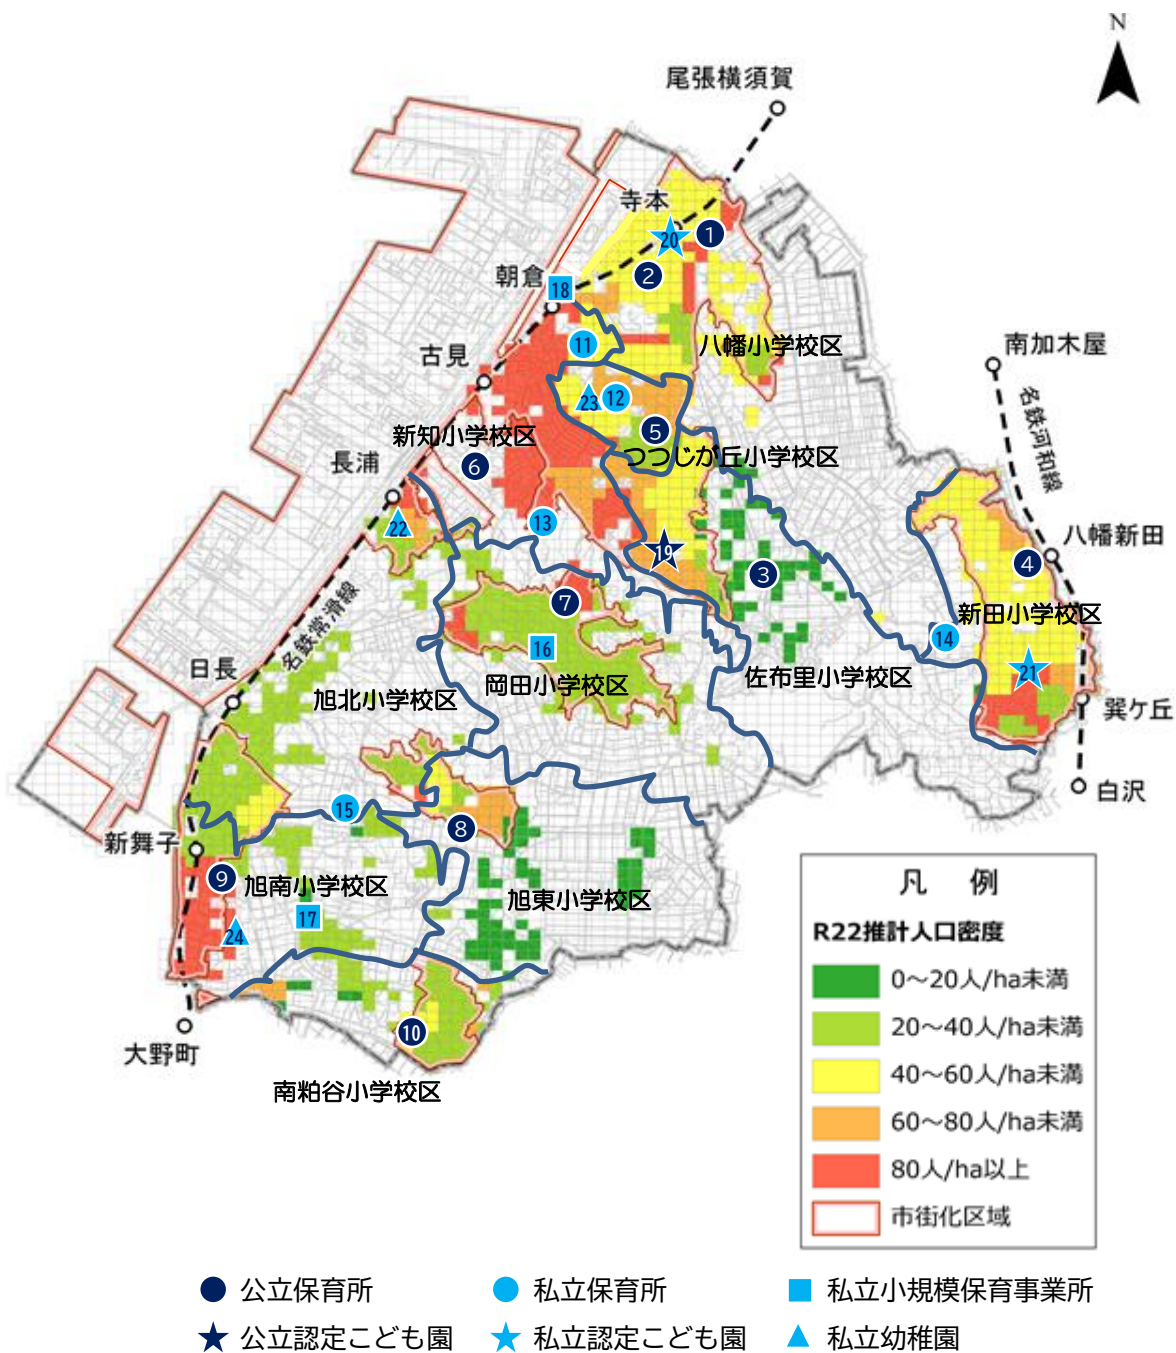 N
尾張横須賀
寺本
20
1
2
朝倉
18
11
八幡小学校区
南加木屋
古見
名鉄河和線
23
12
5
新知小学校区
つつじが丘小学校区
6
長浦
22
13
19
3
八幡新田
4
7
新田小学校区
14
16
21
名鉄常滑線
日長
旭北小学校区
岡田小学校区
佐布里小学校区
巽ケ丘
白沢
15
8
新舞子
9
旭南小学校区
旭東小学校区
17
24
10
大野町
南粕谷小学校区
凡 例
R22推計人口密度
0～20人/ha未満
20～40人/ha未満
40～60人/ha未満
60～80人/ha未満
80人/ha以上
市街化区域
公立保育所
私立保育所
私立小規模保育事業所
公立認定こども園
私立認定こども園
私立幼稚園